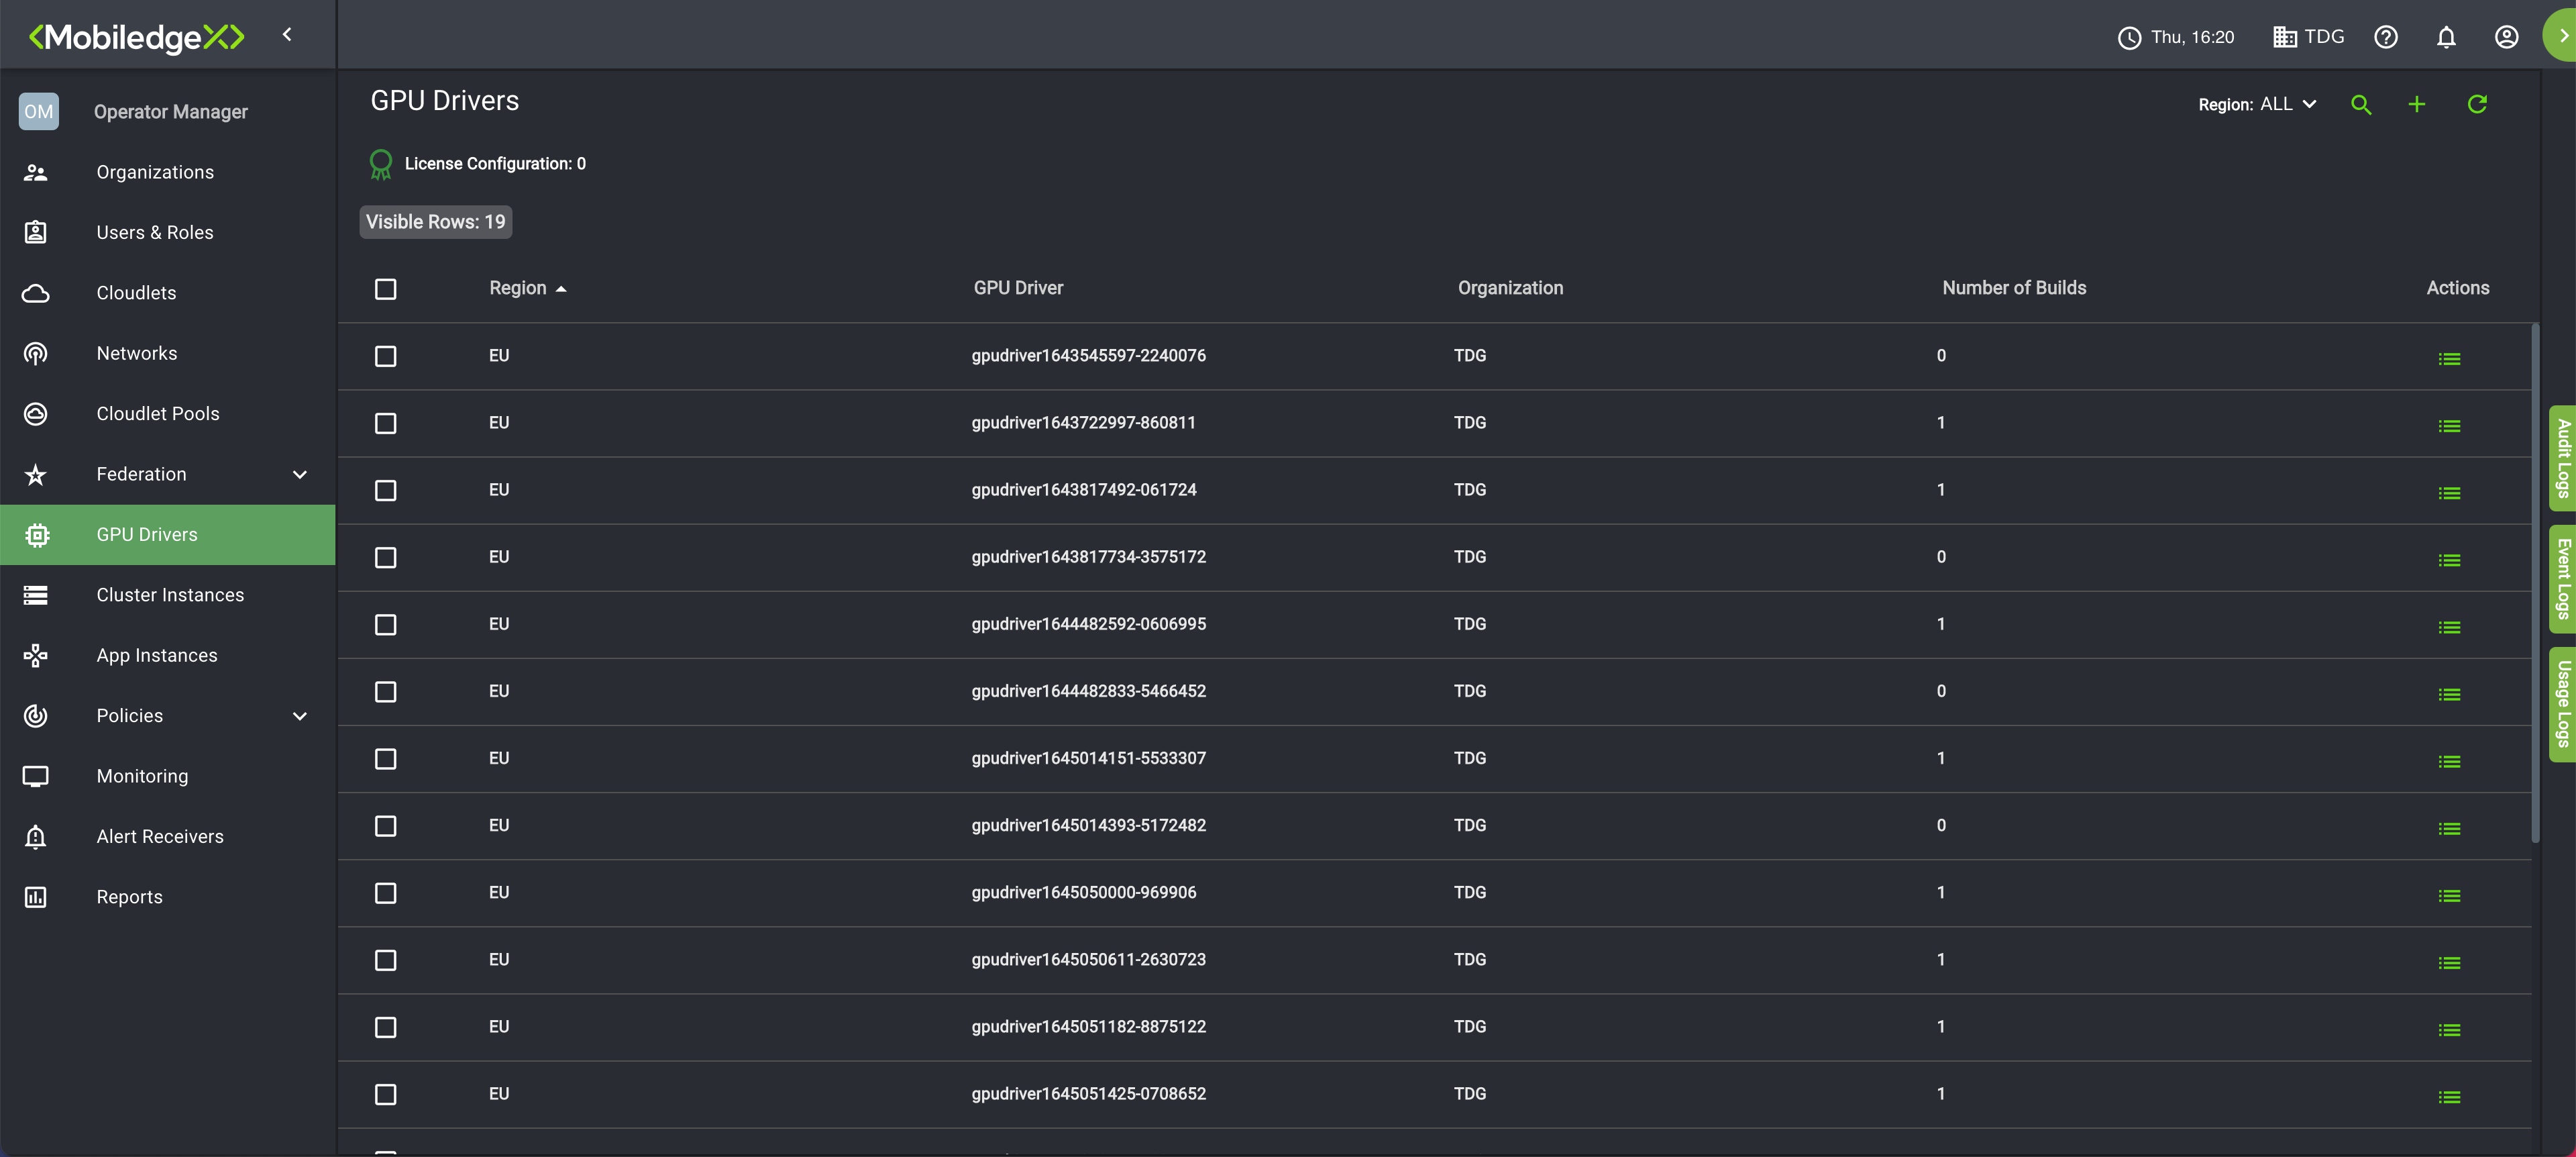 MobiledgeX
Thu, 16:20
TDG
OM Operator Manager
Organizations
Users & Roles
Cloudlets
Networks
Cloudlet Pools
Federation
GPU Drivers
Cluster Instances
App Instances
Policies
Monitoring
Alert Receivers
Reports
GPU Drivers
Region: ALL
License Configuration: 0
Visible Rows: 19
Region GPU Driver Organization Number of Builds Actions
EU gpudriver1643545597-2240076 TDG 0
EU gpudriver1643722997-860811 TDG 1
EU gpudriver1643817492-061724 TDG 1
EU gpudriver1643817734-3575172 TDG 0
EU gpudriver1644482592-0606995 TDG 1
EU gpudriver1644482833-5466452 TDG 0
EU gpudriver1645014151-5533307 TDG 1
EU gpudriver1645014393-5172482 TDG 0
EU gpudriver1645050000-969906 TDG 1
EU gpudriver1645050611-2630723 TDG 1
EU gpudriver1645051182-8875122 TDG 1
EU gpudriver1645051425-0708652 TDG 1
Audit Logs
Event Logs
Usage Logs